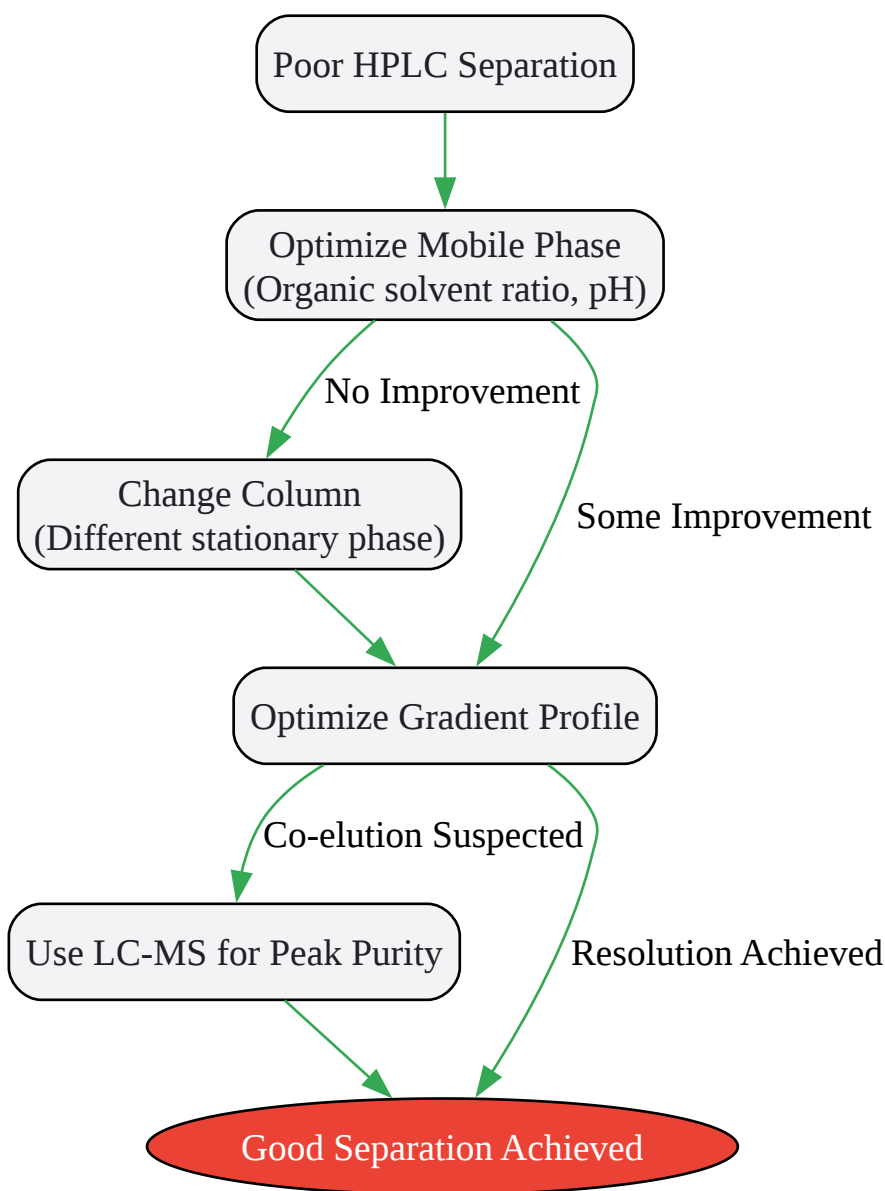 Poor HPLC Separation
Optimize Mobile Phase
(Organic solvent ratio, pH)
No Improvement
Change Column
(Different stationary phase)
Some Improvement
Optimize Gradient Profile
Co-elution Suspected
Use LC-MS for Peak Purity
Resolution Achieved
Good Separation Achieved